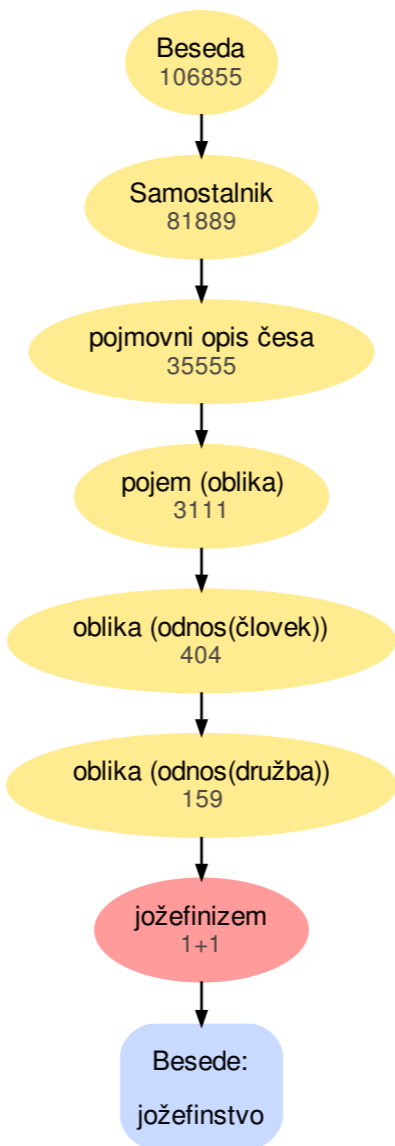 Beseda
106855
Samostalnik
81889
pojmovni opis česa
35555
pojem (oblika)
3111
oblika (odnos(človek))
404
oblika (odnos(družba))
159
jožefinizem
1+1
Besede:
jožefinstvo